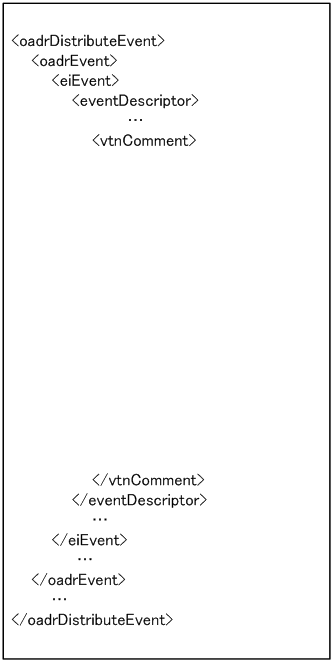 <oadrDistributeEvent>
<oadrEvent>
<eiEvent>
<eventDescriptor>
…
<vtnComment>
</vtnComment>
</eventDescriptor>
…
</eiEvent>
…
</oadrEvent>
…
</oadrDistributeEvent>